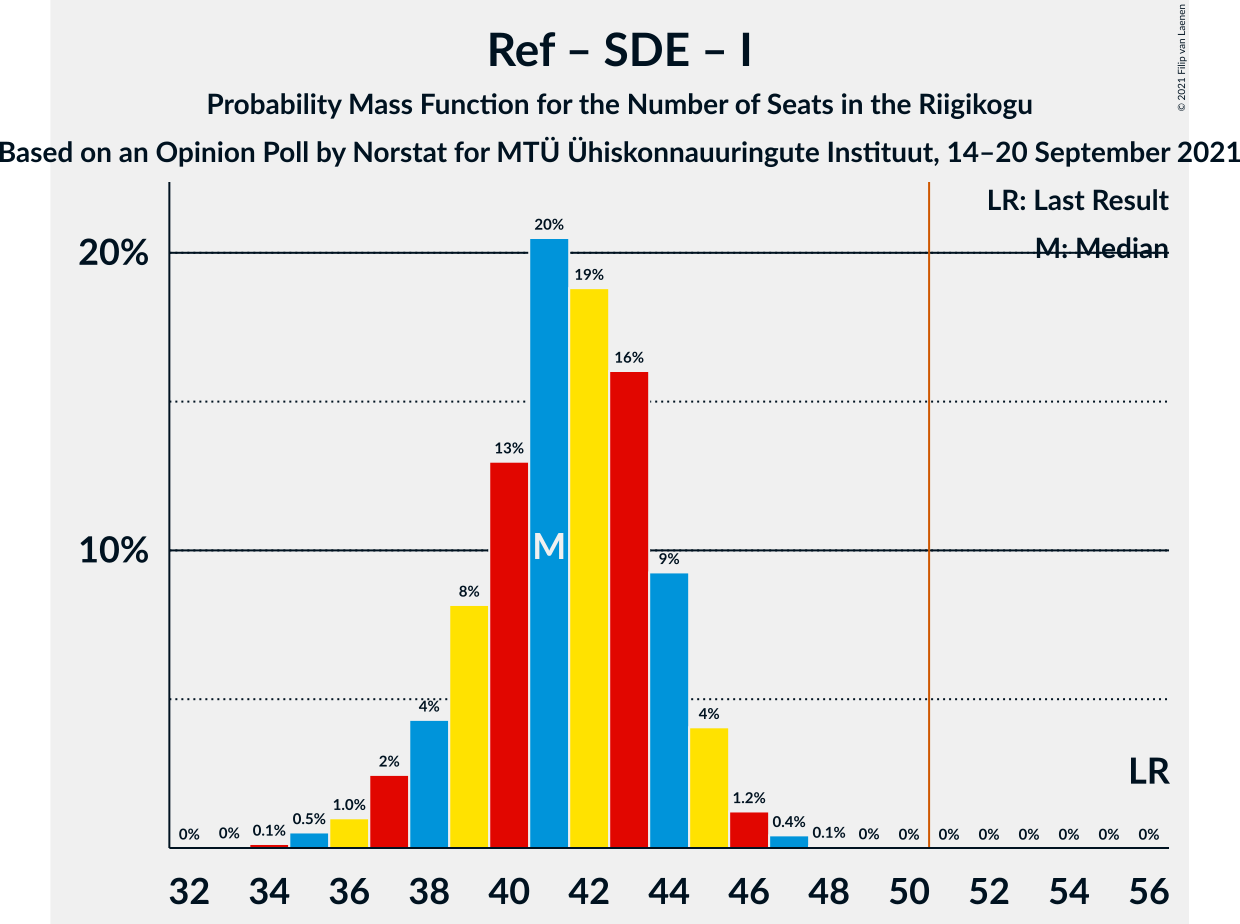 Ref – SDE – I
Probability Mass Function for the Number of Seats in the Riigikogu
Based on an Opinion Poll by Norstat for MTÜ Ühiskonnauuringute Instituut, 14–20 September 2021
© 2021 Filip van Laenen
LR: Last Result
M: Median
20%
10%
0% 0% 0.1% 0.5% 1.0% 2% 4% 8% 13% 20% 19% 16% 9% 4% 1.2% 0.4% 0.1% 0% 0% 0% 0% 0% 0% 0% 0%
M
LR
32 34 36 38 40 42 44 46 48 50 52 54 56